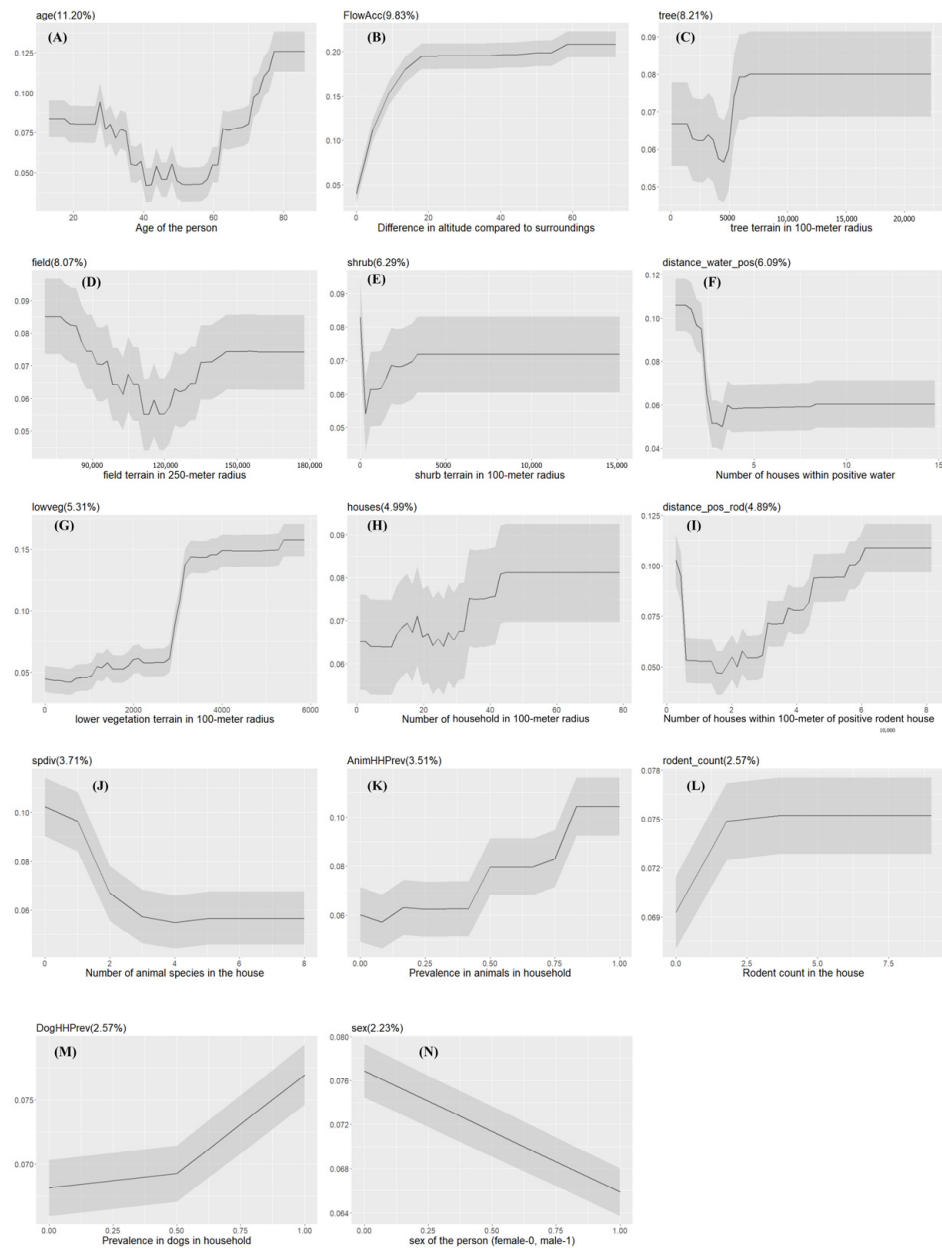 age(11.20%)
(A)
0.125
0.100
0.075
0.050
20
40
60
80
Age of the person
FlowAcc(9.83%)
(B)
0.20
0.15
0.10
0.05
0
20
40
60
Difference in altitude compared to surroundings
tree(8.21%)
(C)
0.09
0.08
0.07
0.06
0.05
0
5000
10,000
15,000
20,000
tree terrain in 100-meter radius
field(8.07%)
(D)
0.09
0.08
0.07
0.06
0.05
90,000
120,000
150,000
180,000
field terrain in 250-meter radius
shrub(6.29%)
(E)
0.09
0.08
0.07
0.06
0.05
0
5000
10,000
15,000
shurb terrain in 100-meter radius
distance_water_pos(6.09%)
(F)
0.12
0.10
0.08
0.06
0.04
5
10
15
Number of houses within positive water
lowveg(5.31%)
(G)
0.15
0.10
0.05
0
2000
4000
6000
lower vegetation terrain in 100-meter radius
houses(4.99%)
(H)
0.09
0.08
0.07
0.06
0
20
40
60
80
Number of household in 100-meter radius
distance_pos_rod(4.89%)
(I)
0.125
0.100
0.075
0.050
0
2
4
6
8
Number of houses within 100-meter of positive rodent house
10,000
spdiv(3.71%)
(J)
0.10
0.08
0.06
0
2
4
6
8
Number of animal species in the house
AnimHHPrev(3.51%)
(K)
0.10
0.08
0.06
0.00
0.25
0.50
0.75
1.00
Prevalence in animals in household
rodent_count(2.57%)
(L)
0.078
0.075
0.072
0.069
0.0
2.5
5.0
7.5
Rodent count in the house
DogHHPrev(2.57%)
(M)
0.075
0.070
0.00
0.25
0.50
0.75
1.00
Prevalence in dogs in household
sex(2.23%)
(N)
0.080
0.076
0.072
0.068
0.064
0.00
0.25
0.50
0.75
1.00
sex of the person (female-0, male-1)